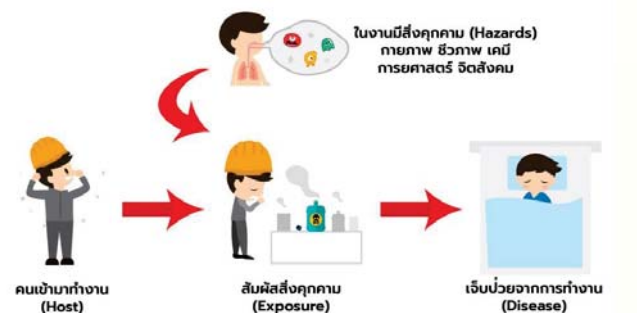 ในงานมีสิ่งคุกคาม (Hazards)
กายภาพ ชีวภาพ เคมี
การยศาสตร์ จิตสังคม
คนเข้ามาทำงาน
(Host)
สัมผัสสิ่งคุกคาม
(Exposure)
เจ็บป่วยจากการทำงาน
(Disease)